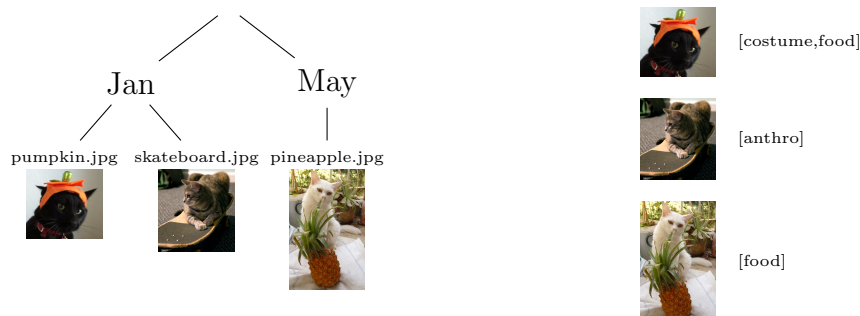 Jan
May
pumpkin.jpg
skateboard.jpg
pineapple.jpg
[costume,food]
[anthro]
[food]